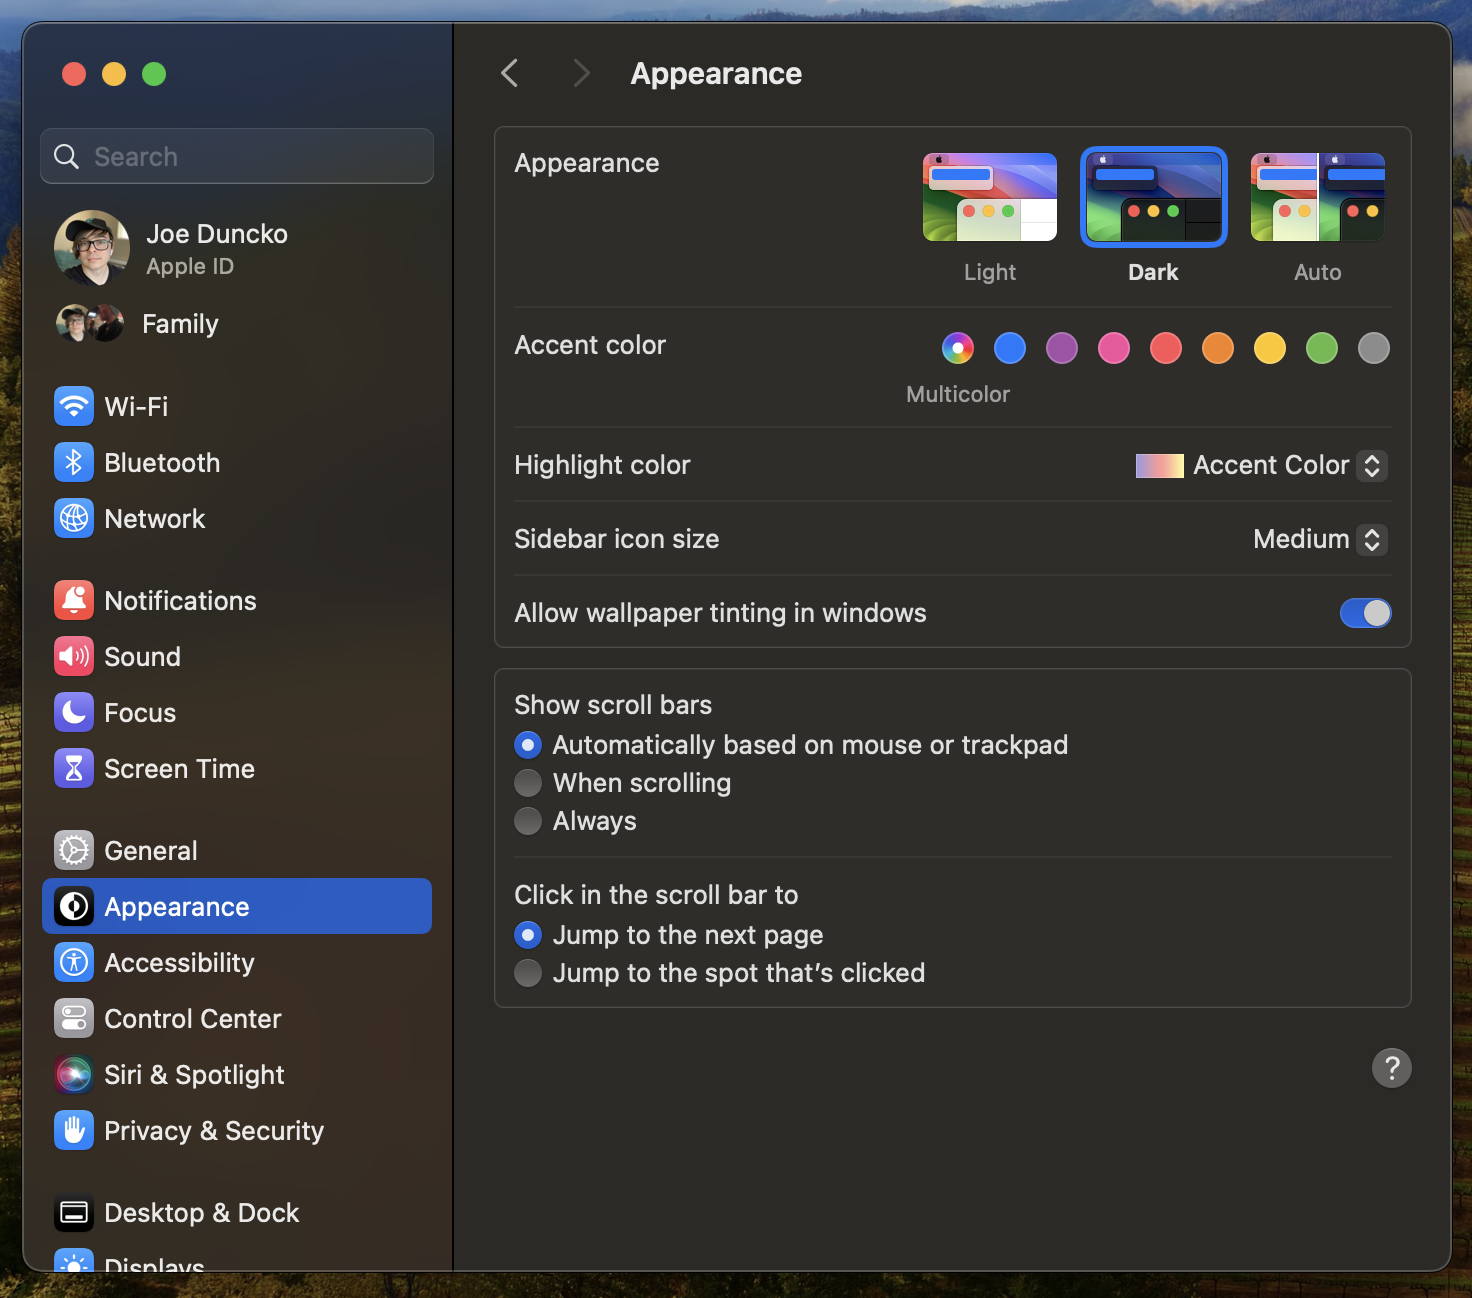 Search
Joe Duncko
Apple ID
Family
Wi-Fi
Bluetooth
Network
Notifications
Sound
Focus
Screen Time
General
Appearance
Accessibility
Control Center
Siri & Spotlight
Privacy & Security
Desktop & Dock
Displays
Appearance
Appearance
Light
Dark
Auto
Accent color
Multicolor
Highlight color
Accent Color
Sidebar icon size
Medium
Allow wallpaper tinting in windows
Show scroll bars
Automatically based on mouse or trackpad
When scrolling
Always
Click in the scroll bar to
Jump to the next page
Jump to the spot that’s clicked
?